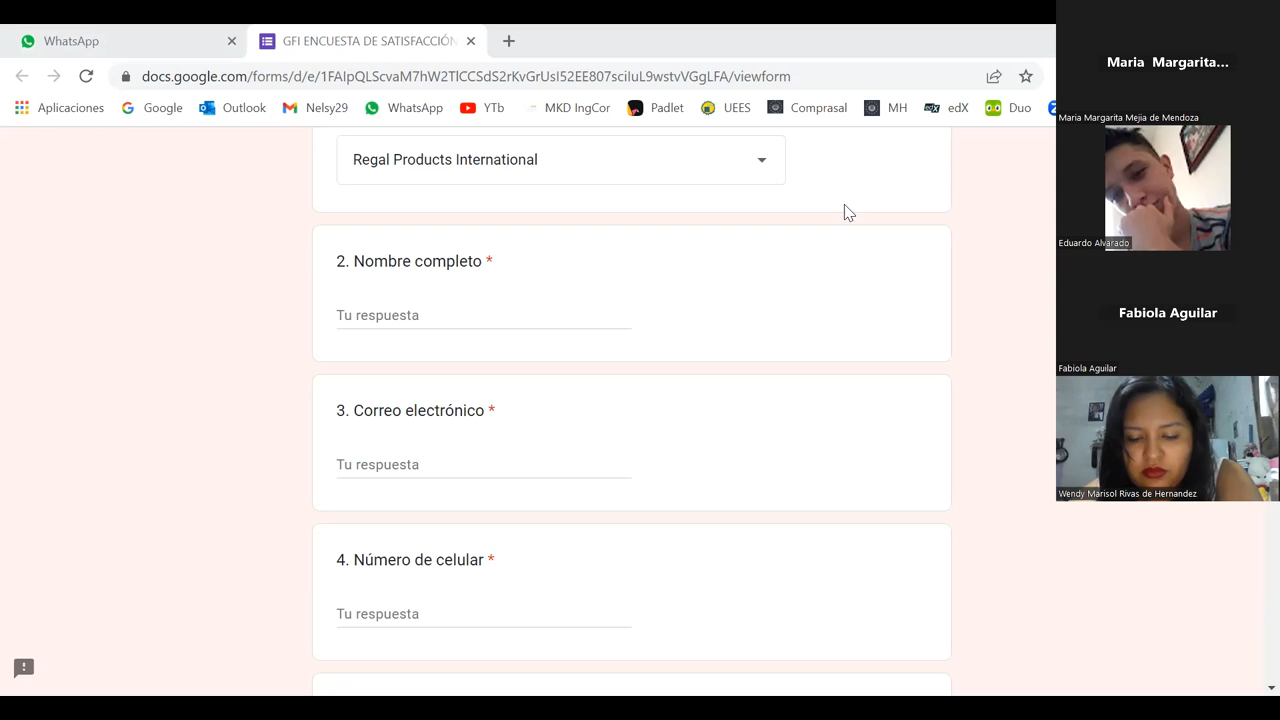 WhatsApp
GFI ENCUESTA DE SATISFACCIÓN
docs.google.com/forms/d/e/1FAIpQLScvaM7hW2TlCCSdS2rKvGrUsI52EE807sciIuL9wstvVGgLFA/viewform
Aplicaciones Google Outlook Nelsy29 WhatsApp YTb MKD IngCor Padlet UEES Comprasal MH edX Duo
Regal Products International
2. Nombre completo *
Tu respuesta
3. Correo electrónico *
Tu respuesta
4. Número de celular *
Tu respuesta
Maria Margarita...
Maria Margarita Mejia de Mendoza
Eduardo Alvarado
Fabiola Aguilar
Fabiola Aguilar
Wendy Marisol Rivas de Hernandez